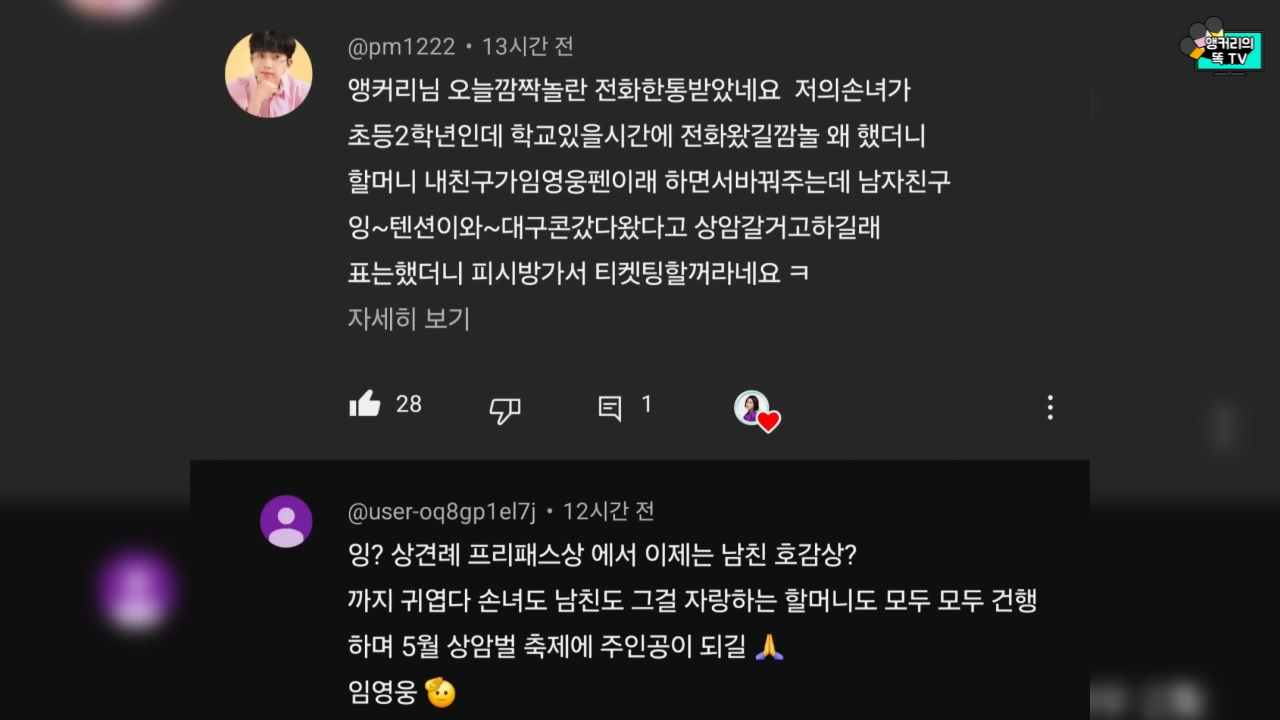 앵커리의
똑 TV
@pm1222 • 13시간 전
앵커리님 오늘깜짝놀란 전화한통받았네요 저의손녀가
초등2학년인데 학교있을시간에 전화왔길깜놀 왜 했더니
할머니 내친구가임영웅펜이래 하면서바꿔주는데 남자친구
잉~텐션이와~대구콘갔다왔다고 상암갈거고하길래
표는했더니 피시방가서 티켓팅할꺼라네요 ㅋ
자세히 보기
28
1
@user-oq8gp1el7j • 12시간 전
잉? 상견례 프리패스상 에서 이제는 남친 호감상?
까지 귀엽다 손녀도 남친도 그걸 자랑하는 할머니도 모두 모두 건행
하며 5월 상암벌 축제에 주인공이 되길 🙏
임영웅 🫡